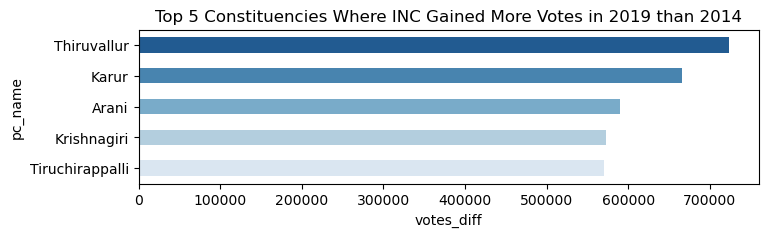 Top 5 Constituencies Where INC Gained More Votes in 2019 than 2014
pc_name
Thiruvallur
Karur
Arani
Krishnagiri
Tiruchirappalli
0 100000 200000 300000 400000 500000 600000 700000
votes_diff